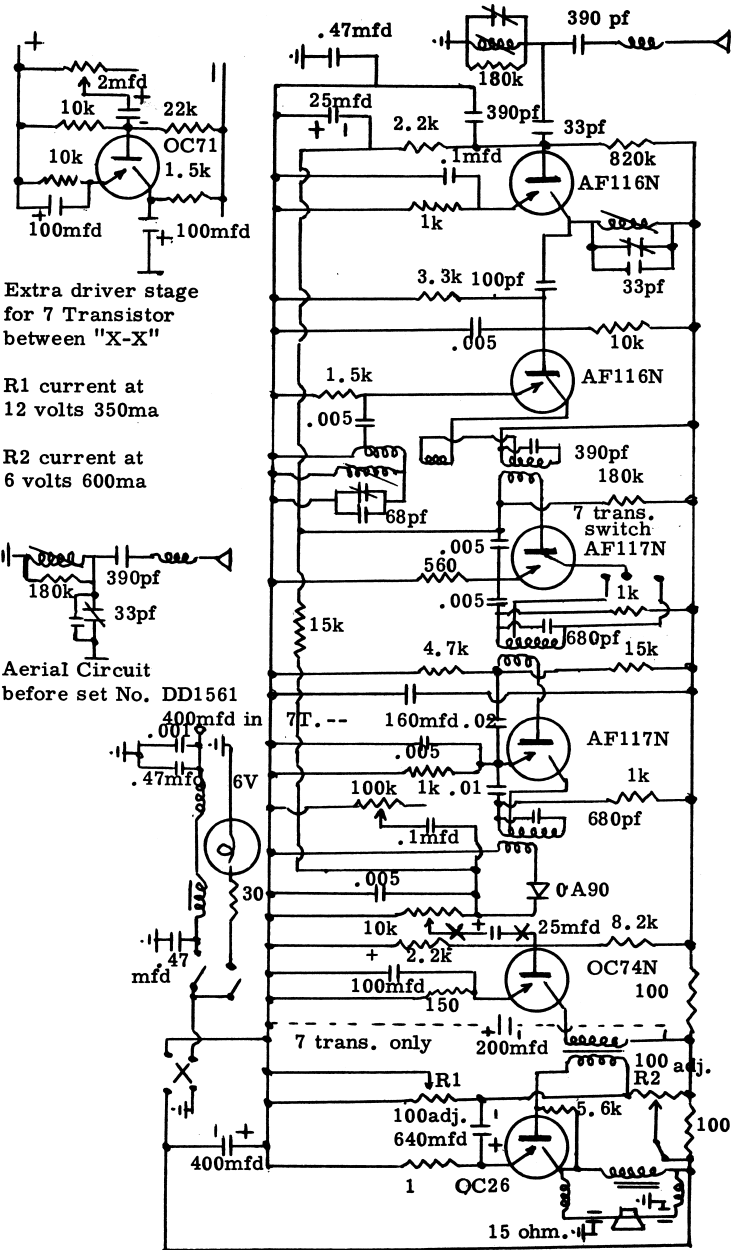 390 pf
.47mfd
+
2mfd
+
-
180k
390pf
25mfd
+
33pf
10k
22k
2.2k
820k
OC71
.1mfd
10k
1.5k
AF116N
+
100mfd
+
100mfd
1k
33pf
Extra driver stage
for 7 Transistor
between "X-X"
3.3k
100pf
.005
10k
R1 current at
12 volts 350ma
1.5k
AF116N
.005
R2 current at
6 volts 600ma
390pf
180k
68pf
7 trans.
switch
AF117N
.005
560
390pf
180k
.005
1k
33pf
15k
680pf
4.7k
15k
Aerial Circuit
before set No. DD1561
400mfd in 7T.--
160mfd
.02
.001
AF117N
.47mfd
.005
6V
1k
.01
1k
100k
680pf
.1mfd
.005
0A90
30
10k
+
25mfd
8.2k
.47
mfd
+
2.2k
OC74N
100mfd
150
100
7 trans. only
+
200mfd
100
adj.
X
R1
R2
100adj.
5.6k
640mfd
+
100
+
400mfd
1
OC26
15 ohm.